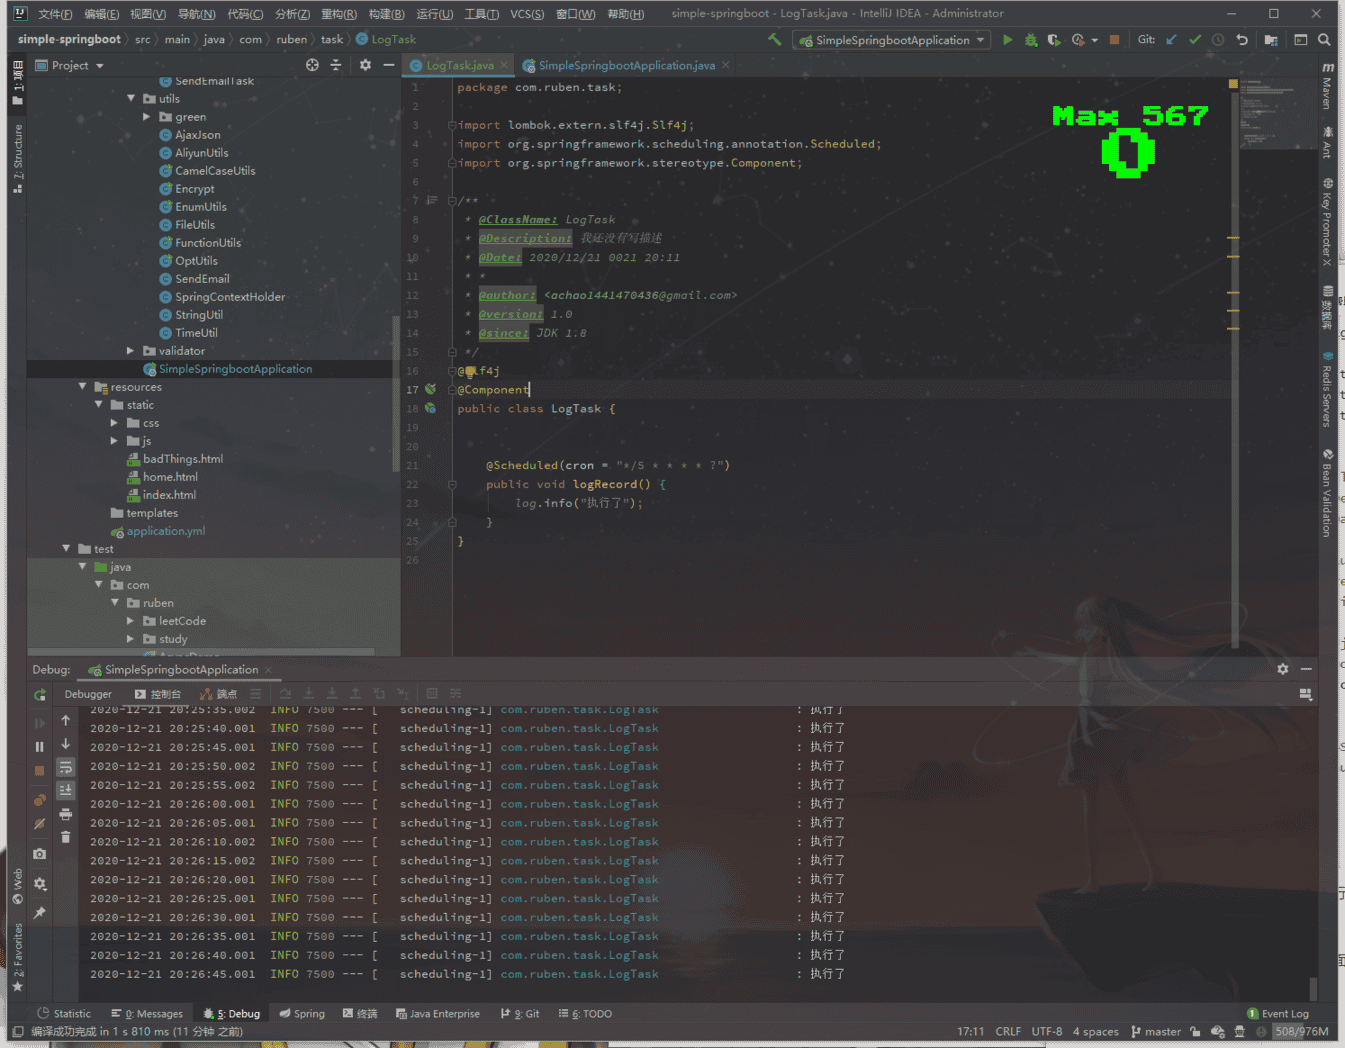 文件(F) 编辑(E) 视图(V) 导航(N) 代码(C) 分析(Z) 重构(R) 构建(B) 运行(U) 工具(T) VCS(S) 窗口(W) 帮助(H) simple-springboot - LogTask.java - IntelliJ IDEA - Administrator
simple-springboot src main java com ruben task LogTask SimpleSpringbootApplication Git:
Project LogTask.java SimpleSpringbootApplication.java
1: 项目
Z: Structure
Web
2: Favorites
SendEmailTask
utils
green
AjaxJson
AliyunUtils
CamelCaseUtils
Encrypt
EnumUtils
FileUtils
FunctionUtils
OptUtils
SendEmail
SpringContextHolder
StringUtil
TimeUtil
validator
SimpleSpringbootApplication
resources
static
css
js
badThings.html
home.html
index.html
templates
application.yml
test
java
com
ruben
leetCode
study
1 package com.ruben.task;
2
3 import lombok.extern.slf4j.Slf4j;
4 import org.springframework.scheduling.annotation.Scheduled;
5 import org.springframework.stereotype.Component;
6
7 /**
8 * @ClassName: LogTask
9 * @Description: 我还没有写描述
10 * @Date: 2020/12/21 0021 20:11
11 * *
12 * @author: <achao1441470436@gmail.com>
13 * @version: 1.0
14 * @since: JDK 1.8
15 */
16 @Slf4j
17 @Component
18 public class LogTask {
19
20
21 @Scheduled(cron = "*/5 * * * * ?")
22 public void logRecord() {
23 log.info("执行了");
24 }
25 }
26
Max 567
0
Maven
Ant
Key Promoter X
数据库
Redis Servers
Bean Validation
Debug: SimpleSpringbootApplication
Debugger 控制台 端点
2020-12-21 20:25:35.002 INFO 7500 --- [ scheduling-1] com.ruben.task.LogTask : 执行了
2020-12-21 20:25:40.001 INFO 7500 --- [ scheduling-1] com.ruben.task.LogTask : 执行了
2020-12-21 20:25:45.001 INFO 7500 --- [ scheduling-1] com.ruben.task.LogTask : 执行了
2020-12-21 20:25:50.002 INFO 7500 --- [ scheduling-1] com.ruben.task.LogTask : 执行了
2020-12-21 20:25:55.002 INFO 7500 --- [ scheduling-1] com.ruben.task.LogTask : 执行了
2020-12-21 20:26:00.001 INFO 7500 --- [ scheduling-1] com.ruben.task.LogTask : 执行了
2020-12-21 20:26:05.001 INFO 7500 --- [ scheduling-1] com.ruben.task.LogTask : 执行了
2020-12-21 20:26:10.002 INFO 7500 --- [ scheduling-1] com.ruben.task.LogTask : 执行了
2020-12-21 20:26:15.002 INFO 7500 --- [ scheduling-1] com.ruben.task.LogTask : 执行了
2020-12-21 20:26:20.001 INFO 7500 --- [ scheduling-1] com.ruben.task.LogTask : 执行了
2020-12-21 20:26:25.001 INFO 7500 --- [ scheduling-1] com.ruben.task.LogTask : 执行了
2020-12-21 20:26:30.001 INFO 7500 --- [ scheduling-1] com.ruben.task.LogTask : 执行了
2020-12-21 20:26:35.001 INFO 7500 --- [ scheduling-1] com.ruben.task.LogTask : 执行了
2020-12-21 20:26:40.001 INFO 7500 --- [ scheduling-1] com.ruben.task.LogTask : 执行了
2020-12-21 20:26:45.001 INFO 7500 --- [ scheduling-1] com.ruben.task.LogTask : 执行了
Statistic 0: Messages 5: Debug Spring 终端 Java Enterprise 9: Git 6: TODO 1 Event Log
编译成功完成 in 1 s 810 ms (11 分钟 之前) 17:11 CRLF UTF-8 4 spaces master 508/976M